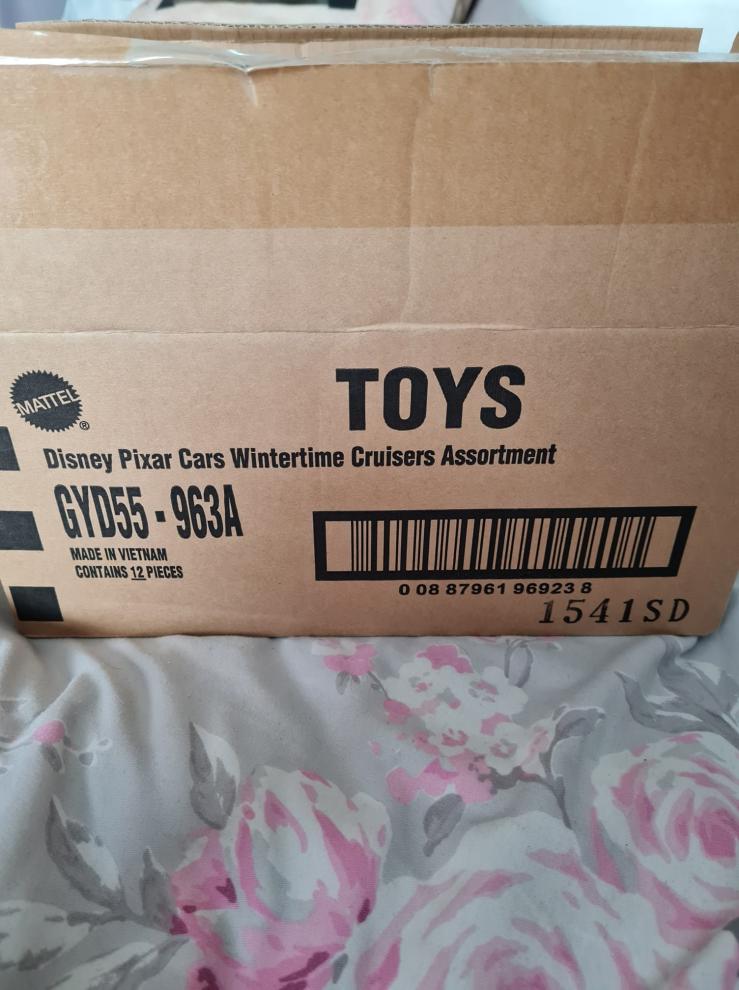 MATTEL ®
TOYS
Disney Pixar Cars Wintertime Cruisers Assortment
GYD55 - 963A
MADE IN VIETNAM
CONTAINS 12 PIECES
0 08 87961 96923 8
1541SD